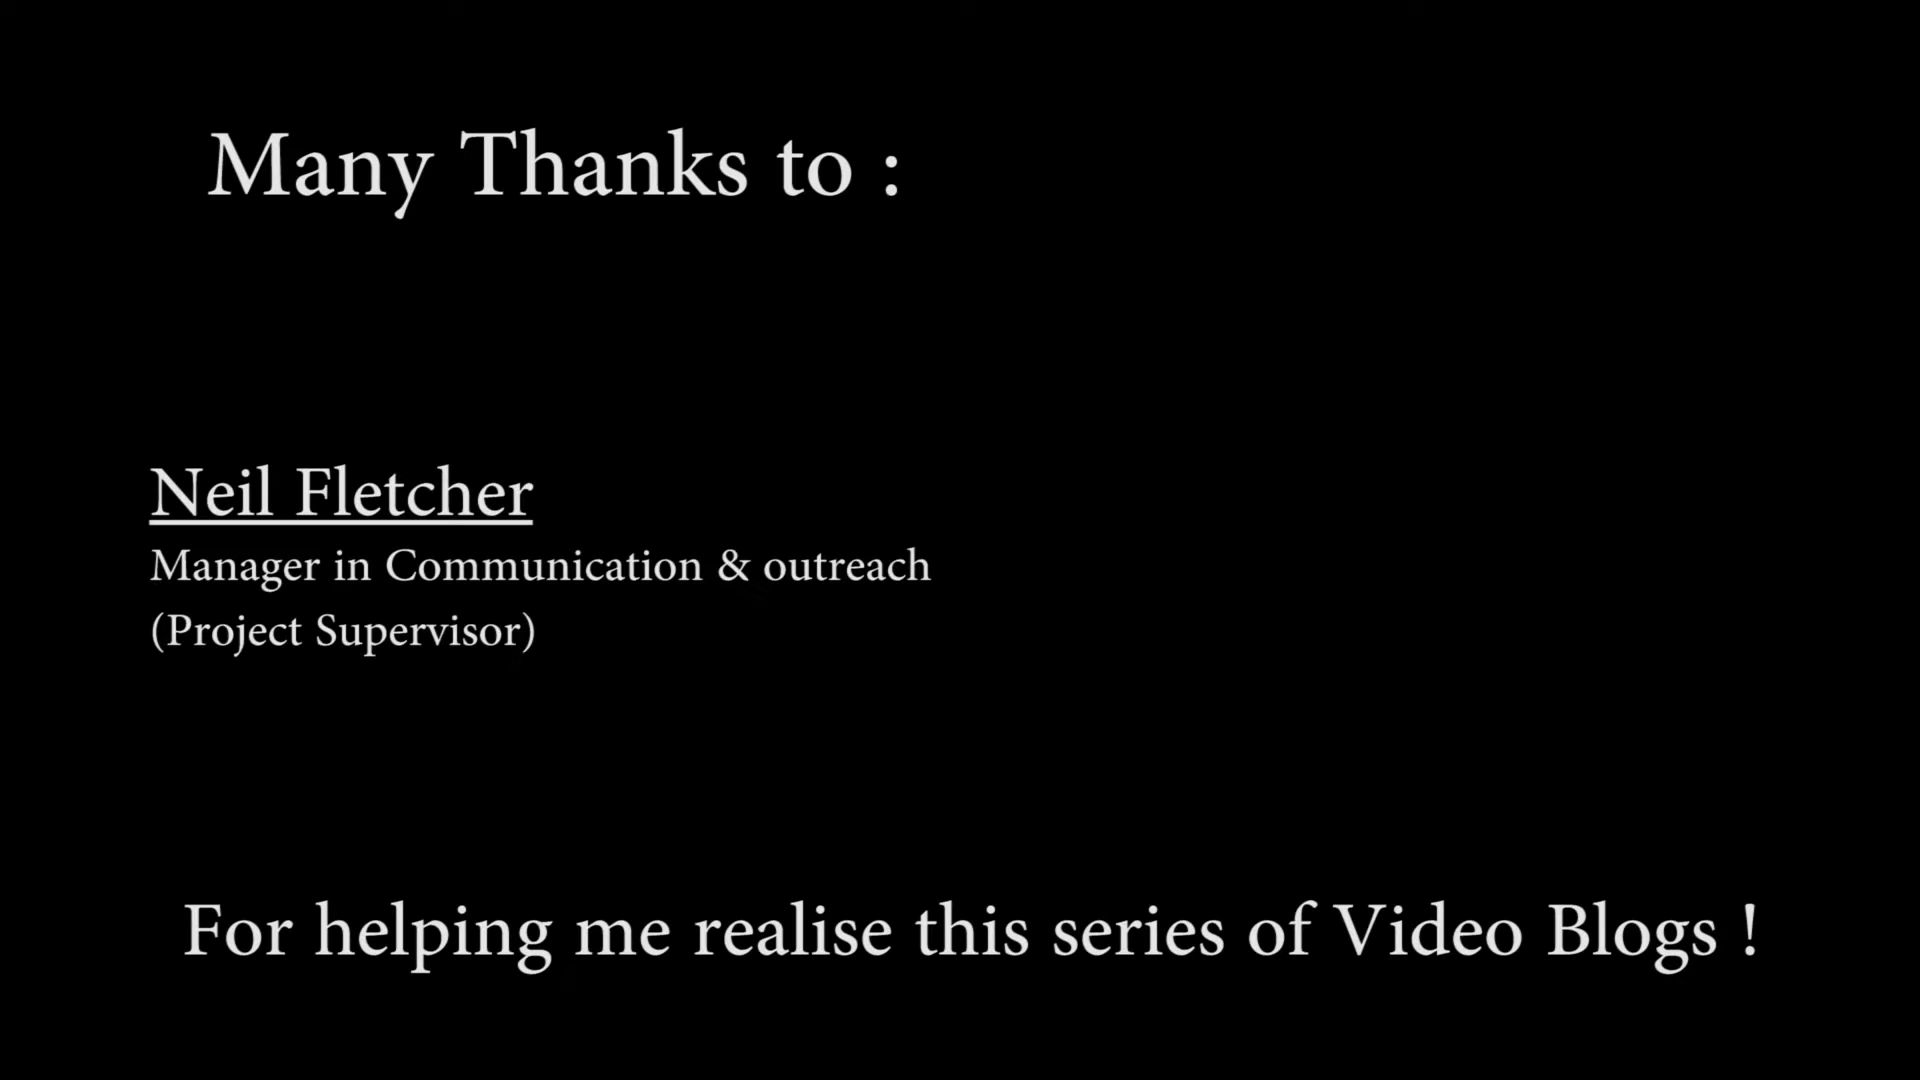 Many Thanks to :
Neil Fletcher
Manager in Communication & outreach
(Project Supervisor)
For helping me realise this series of Video Blogs !